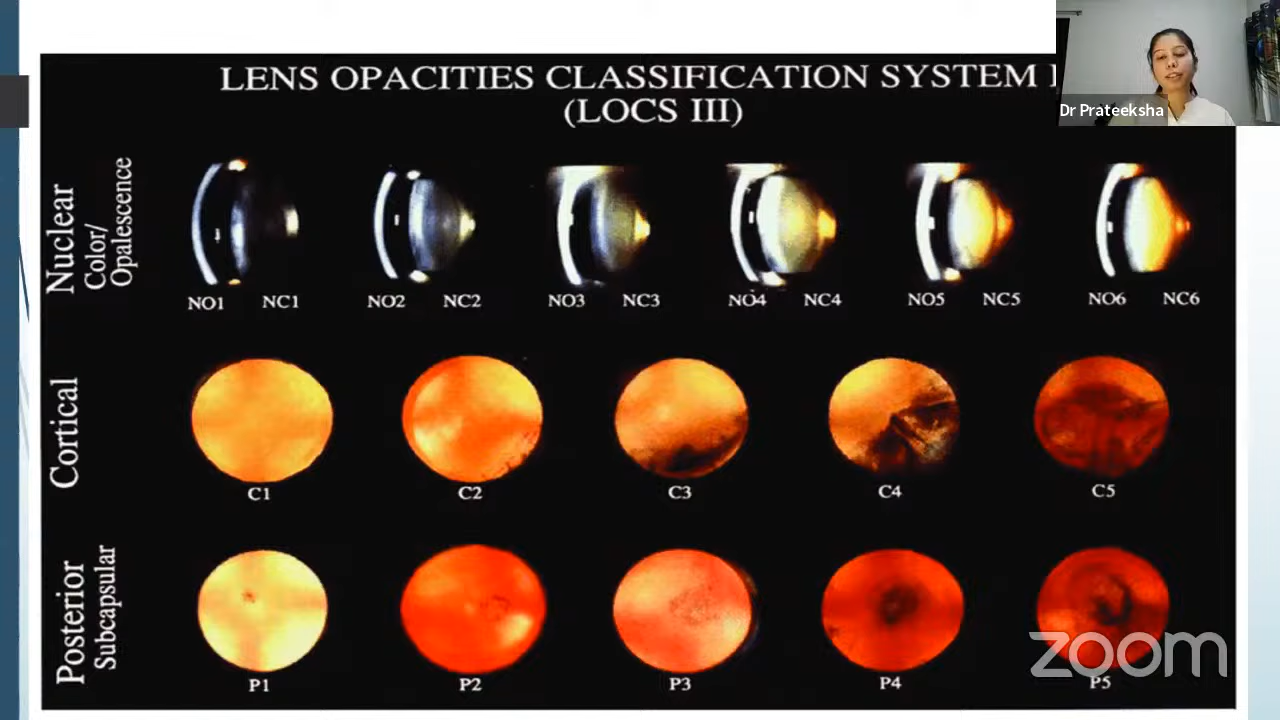 LENS OPACITIES CLASSIFICATION SYSTEM I
(LOCS III)
Dr Prateeksha
Nuclear
Color/
Opalescence
NO1 NC1 NO2 NC2 NO3 NC3 NO4 NC4 NO5 NC5 NO6 NC6
Cortical
C1 C2 C3 C4 C5
Posterior
Subcapsular
P1 P2 P3 P4 P5
zoom